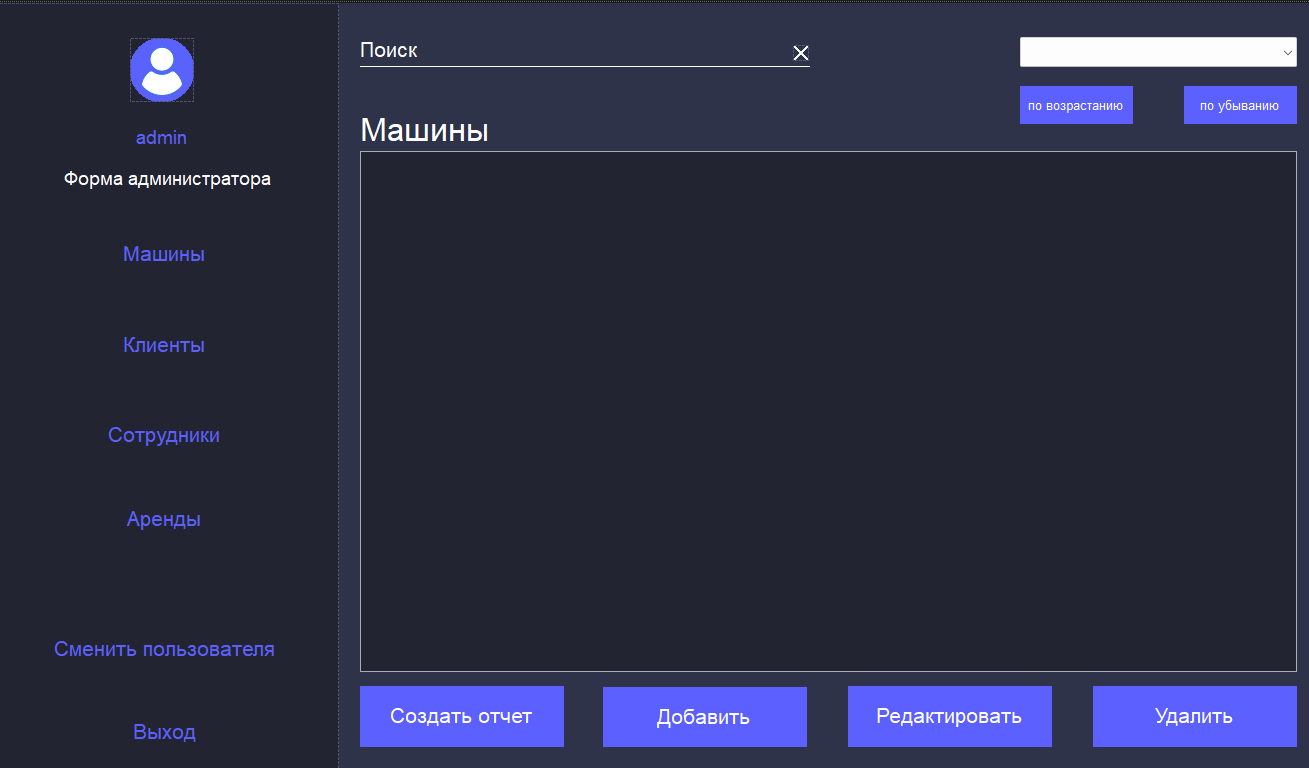 admin
Форма администратора
Машины
Клиенты
Сотрудники
Аренды
Сменить пользователя
Выход
Поиск
по возрастанию
по убыванию
Машины
Создать отчет
Добавить
Редактировать
Удалить